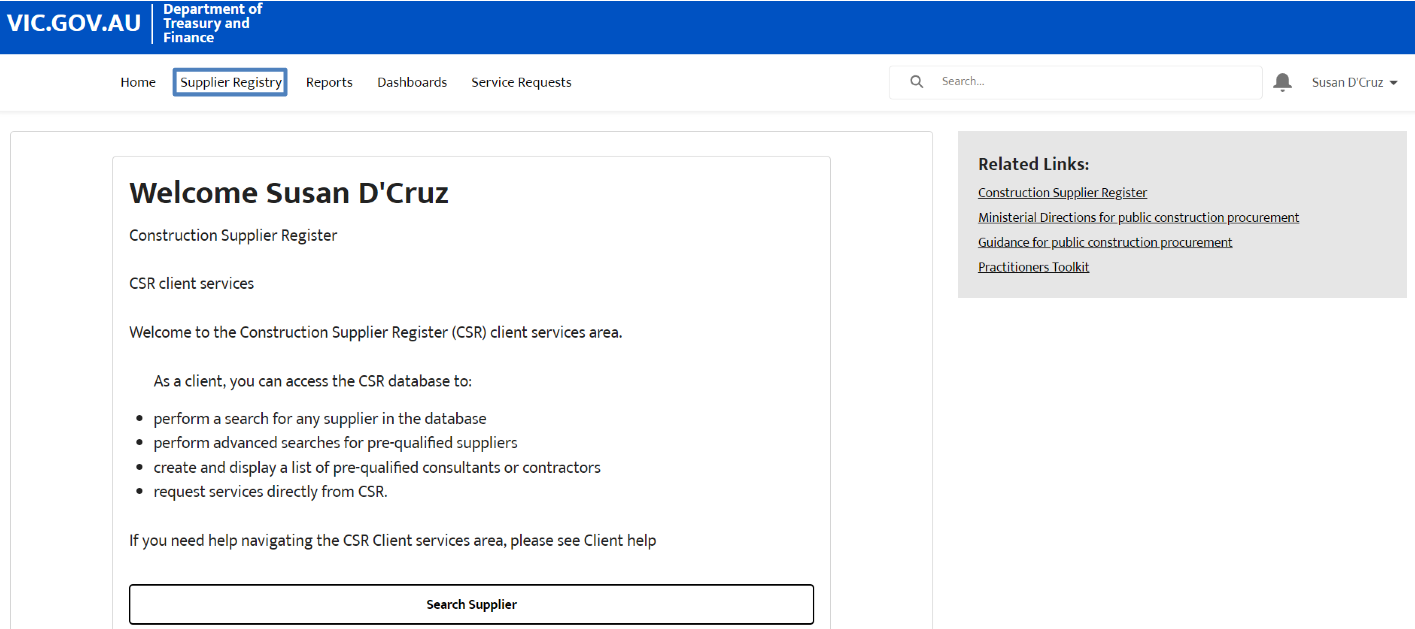 VIC.GOV.AU
Department of
Treasury and
Finance
Home
Supplier Registry
Reports
Dashboards
Service Requests
Search...
Susan D'Cruz
Welcome Susan D'Cruz
Construction Supplier Register
CSR client services
Welcome to the Construction Supplier Register (CSR) client services area.
As a client, you can access the CSR database to:
• perform a search for any supplier in the database
• perform advanced searches for pre-qualified suppliers
• create and display a list of pre-qualified consultants or contractors
• request services directly from CSR.
If you need help navigating the CSR Client services area, please see Client help
Search Supplier
Related Links:
Construction Supplier Register
Ministerial Directions for public construction procurement
Guidance for public construction procurement
Practitioners Toolkit